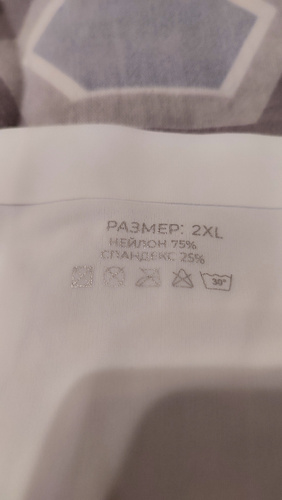 РАЗМЕР: 2XL
НЕЙЛОН 75%
СПАНДЕКС 25%
30°